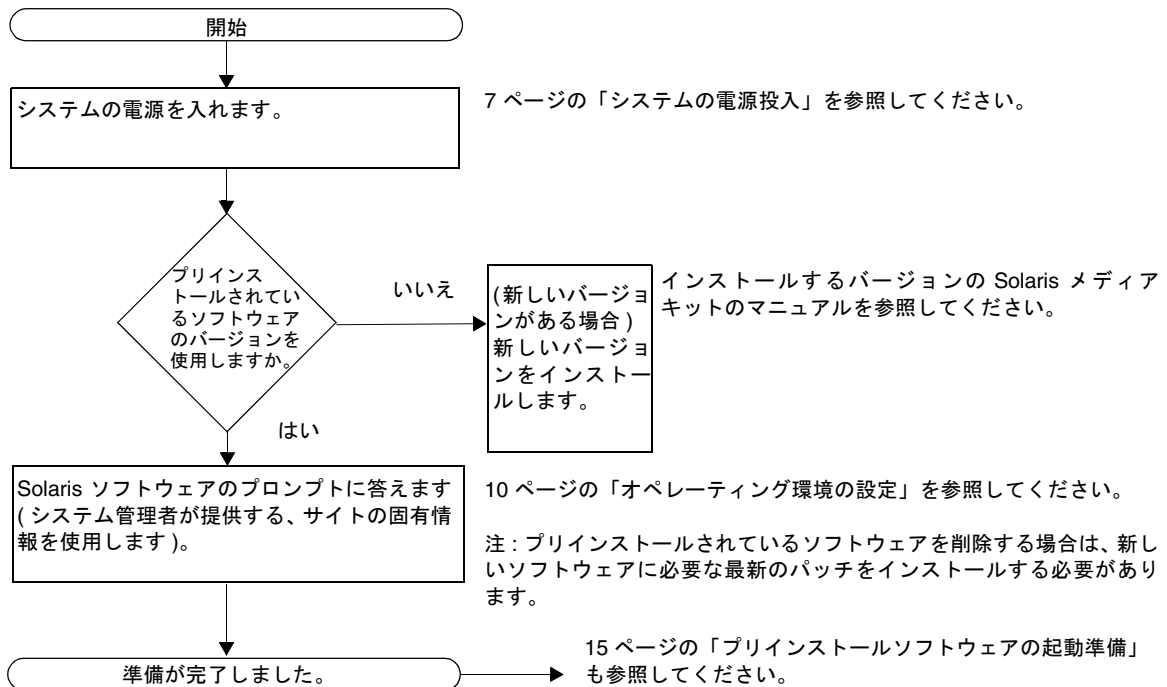 開始
システムの電源を入れます。
7 ページの「システムの電源投入」を参照してください。
プリインス
トールされてい
るソフトウェア
のバージョンを
使用しますか。
いいえ
(新しいバージョ
ンがある場合 )
新しいバージョ
ンをインストー
ルします。
インストールするバージョンの Solaris メディア
キットのマニュアルを参照してください。
はい
Solaris ソフトウェアのプロンプトに答えます
( システム管理者が提供する、サイトの固有情
報を使用します )。
10 ページの「オペレーティング環境の設定」を参照してください。
注 : プリインストールされているソフトウェアを削除する場合は、新し
いソフトウェアに必要な最新のパッチをインストールする必要があり
ます。
準備が完了しました。
15 ページの「プリインストールソフトウェアの起動準備」
も参照してください。